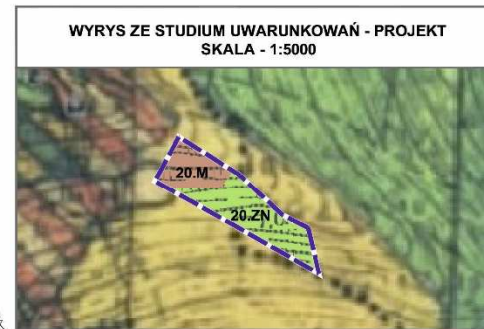 WYRYS ZE STUDIUM UWARUNKOWAŃ - PROJEKT
SKALA - 1:5000
20.M
20.ZN